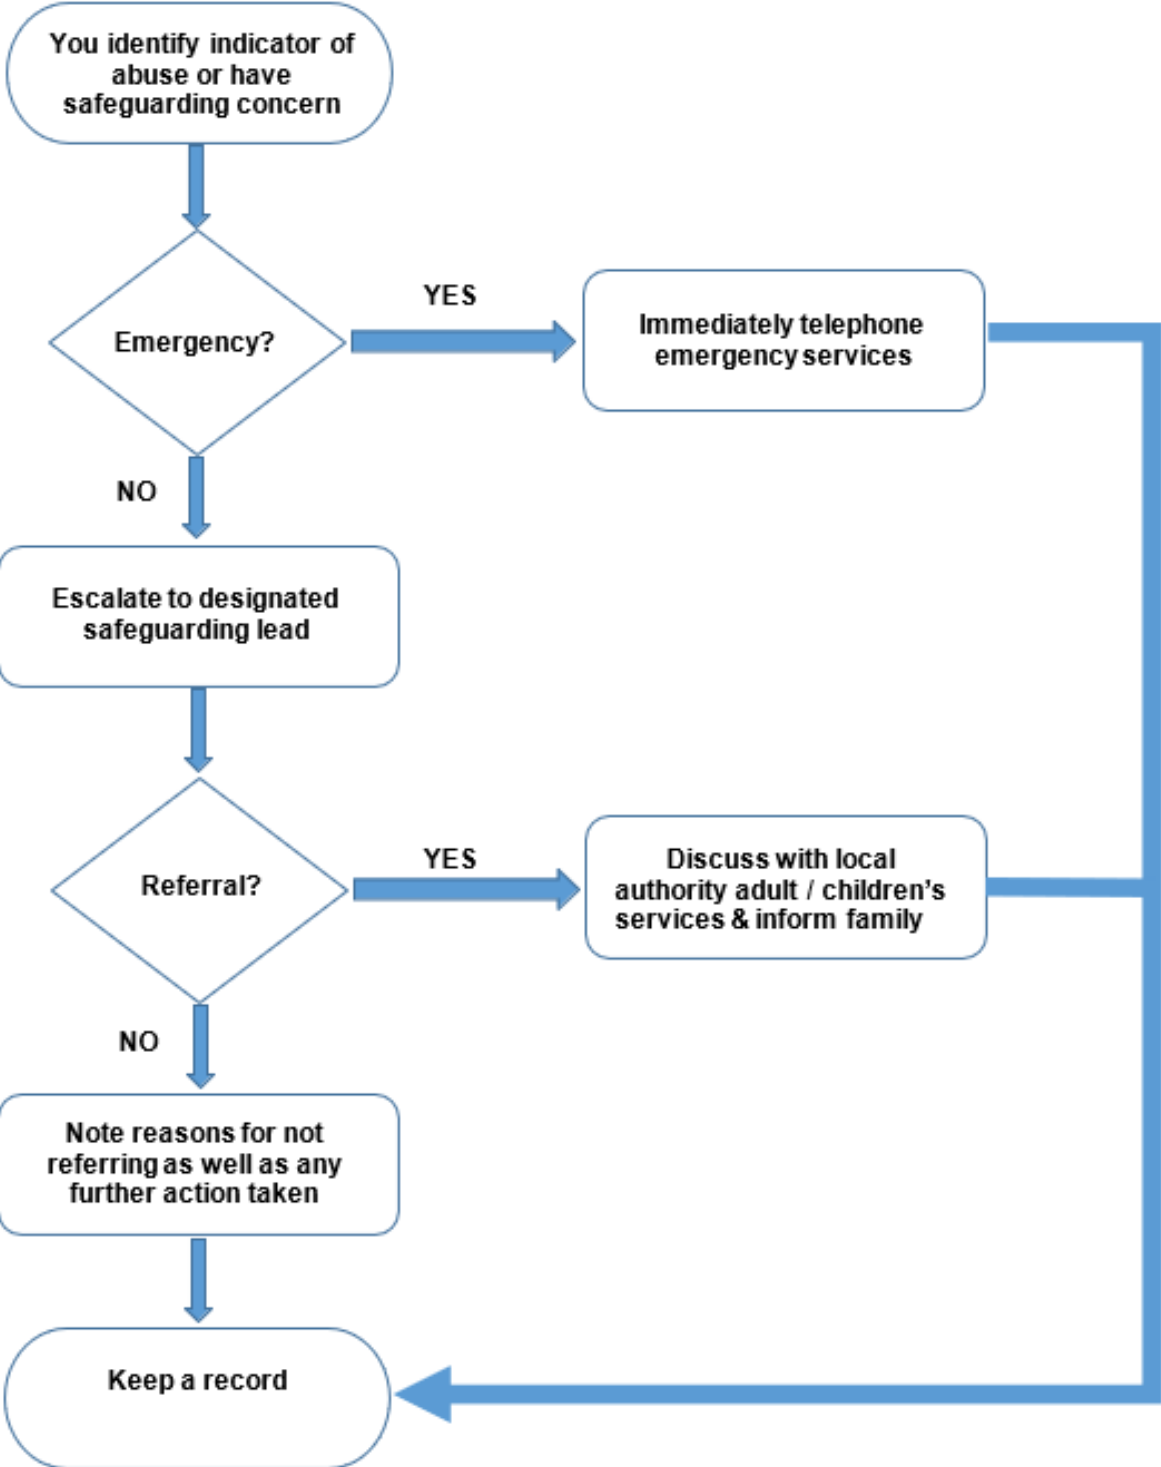 You identify indicator of
abuse or have
safeguarding concern
Emergency?
YES
Immediately telephone
emergency services
NO
Escalate to designated
safeguarding lead
Referral?
YES
Discuss with local
authority adult / children's
services & inform family
NO
Note reasons for not
referring as well as any
further action taken
Keep a record